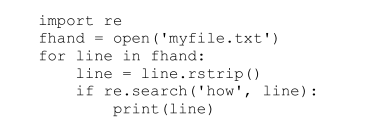 import re
fhand = open('myfile.txt')
for line in fhand:
    line = line.rstrip()
    if re.search('how', line):
        print(line)